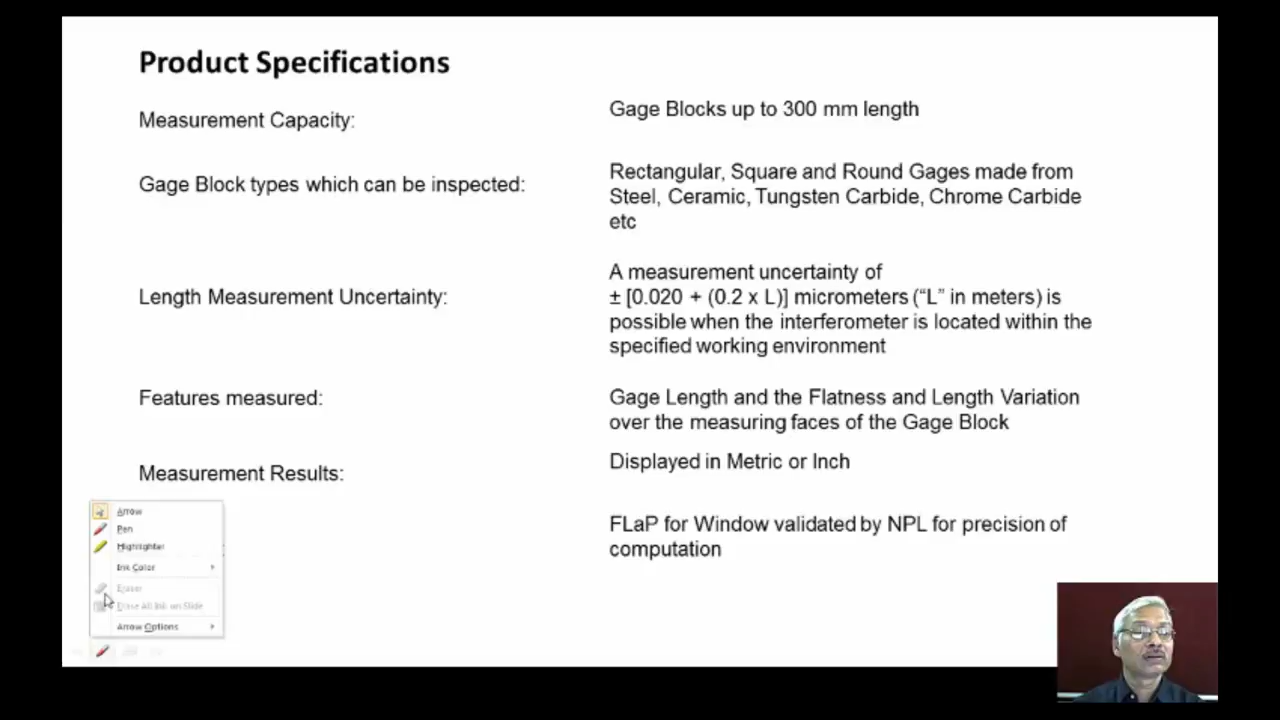 Product Specifications
Measurement Capacity:
Gage Blocks up to 300 mm length
Gage Block types which can be inspected:
Rectangular, Square and Round Gages made from
Steel, Ceramic, Tungsten Carbide, Chrome Carbide
etc
Length Measurement Uncertainty:
A measurement uncertainty of
± [0.020 + (0.2 x L)] micrometers (“L” in meters) is
possible when the interferometer is located within the
specified working environment
Features measured:
Gage Length and the Flatness and Length Variation
over the measuring faces of the Gage Block
Measurement Results:
Displayed in Metric or Inch
FLaP for Window validated by NPL for precision of
computation
Arrow
Pen
Highlighter
Ink Color
Eraser
Erase All Ink on Slide
Arrow Options